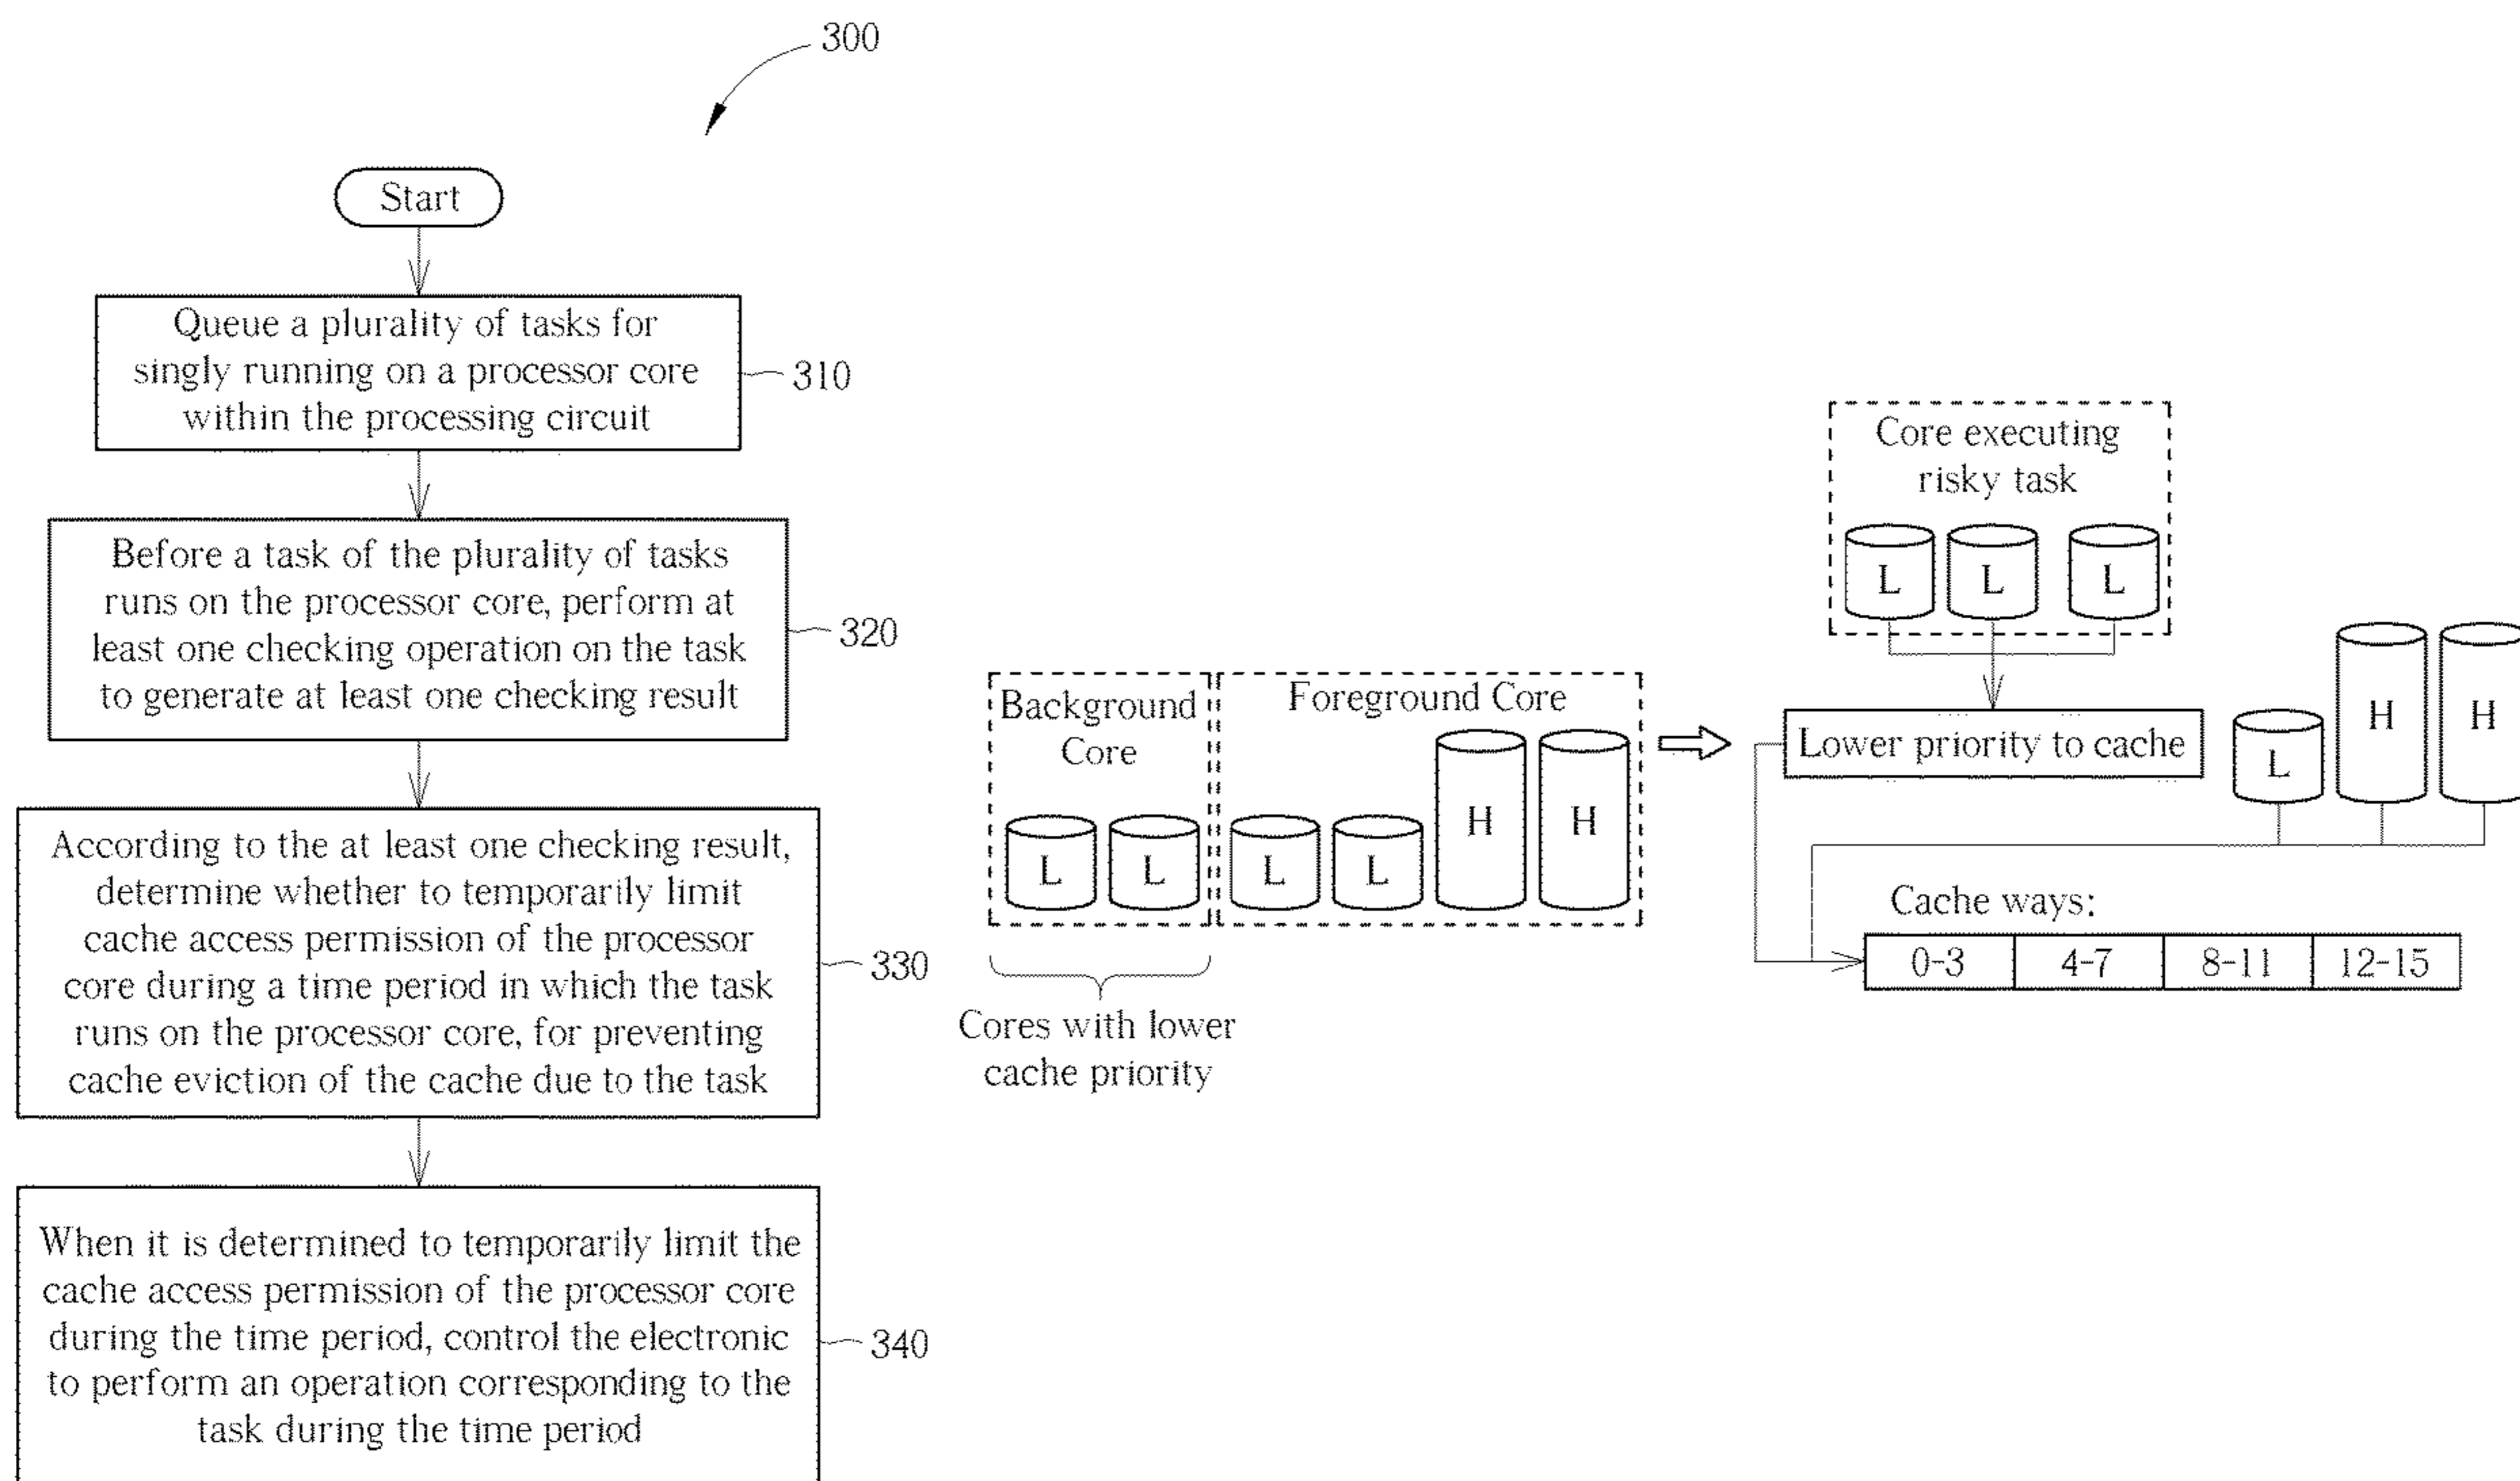 300
Start
Queue a plurality of tasks for
singly running on a processor core
within the processing circuit
310
Before a task of the plurality of tasks
runs on the processor core, perform at
least one checking operation on the task
to generate at least one checking result
320
According to the at least one checking result,
determine whether to temporarily limit
cache access permission of the processor
core during a time period in which the task
runs on the processor core, for preventing
cache eviction of the cache due to the task
330
When it is determined to temporarily limit the
cache access permission of the processor core
during the time period, control the electronic
to perform an operation corresponding to the
task during the time period
340
Background
Core
L L
Foreground Core
L L H H
Cores with lower
cache priority
Core executing
risky task
L L L
Lower priority to cache
L H H
Cache ways:
0-3 4-7 8-11 12-15